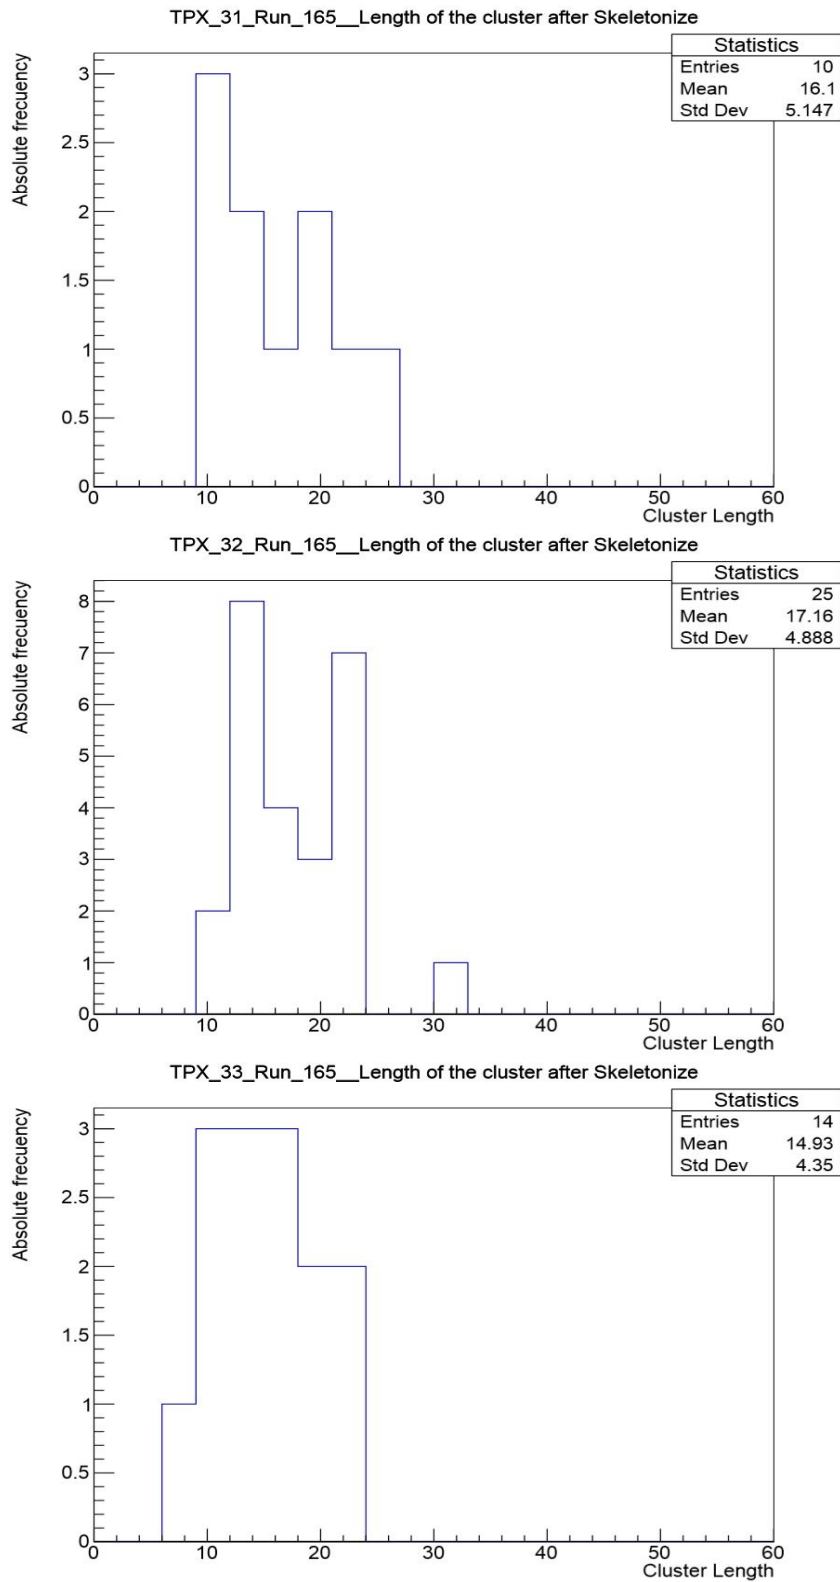 TPX_31_Run_165__Length of the cluster after Skeletonize
Statistics
Entries 10
Mean 16.1
Std Dev 5.147
Absolute frecuency
3
2.5
2
1.5
1
0.5
0
0 10 20 30 40 50 60
Cluster Length
TPX_32_Run_165__Length of the cluster after Skeletonize
Statistics
Entries 25
Mean 17.16
Std Dev 4.888
Absolute frecuency
8
7
6
5
4
3
2
1
0
0 10 20 30 40 50 60
Cluster Length
TPX_33_Run_165__Length of the cluster after Skeletonize
Statistics
Entries 14
Mean 14.93
Std Dev 4.35
Absolute frecuency
3
2.5
2
1.5
1
0.5
0
0 10 20 30 40 50 60
Cluster Length